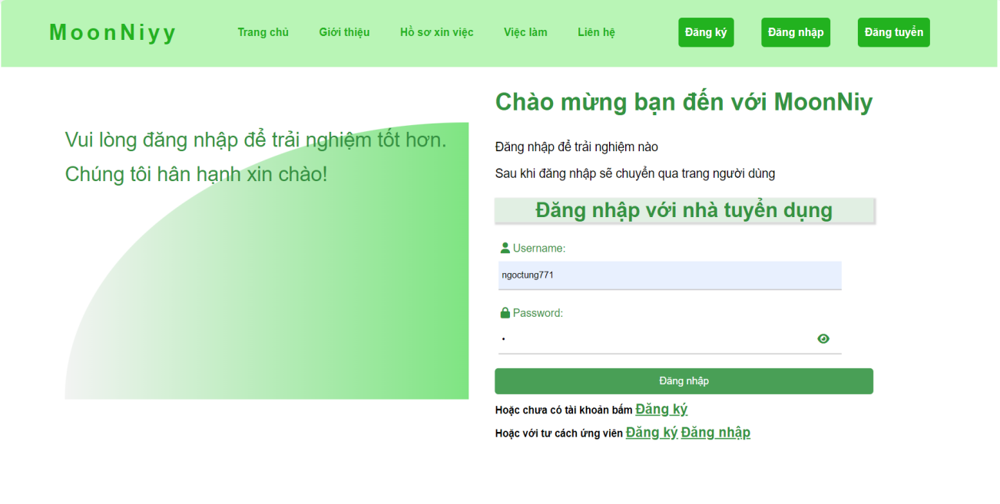 MoonNiyy
Trang chủ Giới thiệu Hồ sơ xin việc Việc làm Liên hệ Đăng ký Đăng nhập Đăng tuyển
Vui lòng đăng nhập để trải nghiệm tốt hơn.
Chúng tôi hân hạnh xin chào!
Chào mừng bạn đến với MoonNiy
Đăng nhập để trải nghiệm nào
Sau khi đăng nhập sẽ chuyển qua trang người dùng
Đăng nhập với nhà tuyển dụng
Username:
ngoctung771
Password:
•
Đăng nhập
Hoặc chưa có tài khoản bấm Đăng ký
Hoặc với tư cách ứng viên Đăng ký Đăng nhập